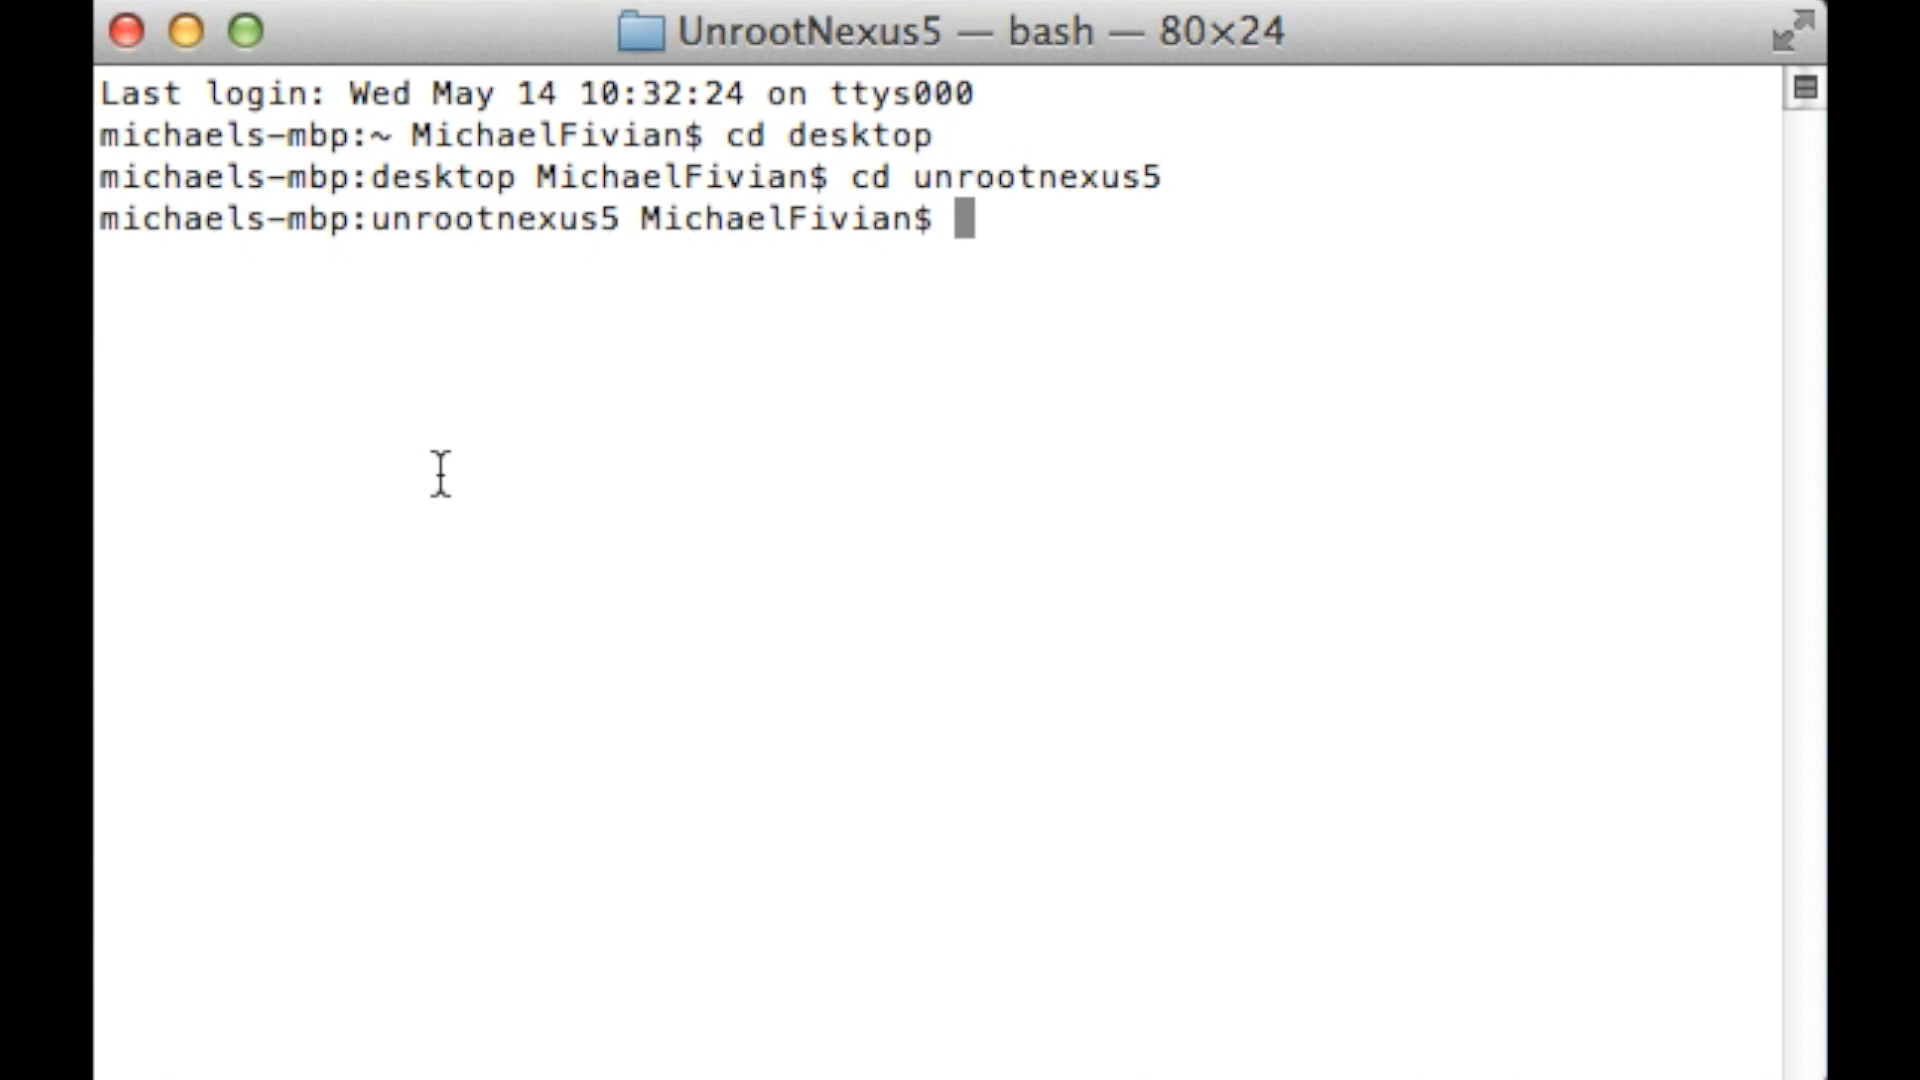 UnrootNexus5 — bash — 80×24
Last login: Wed May 14 10:32:24 on ttys000
michaels-mbp:~ MichaelFivian$ cd desktop
michaels-mbp:desktop MichaelFivian$ cd unrootnexus5
michaels-mbp:unrootnexus5 MichaelFivian$